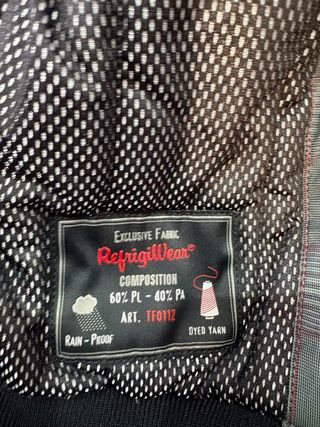 Exclusive Fabric
RefrigiWear®
COMPOSITION
60% PL - 40% PA
ART. TF0112
Rain - Proof
Dyed Yarn